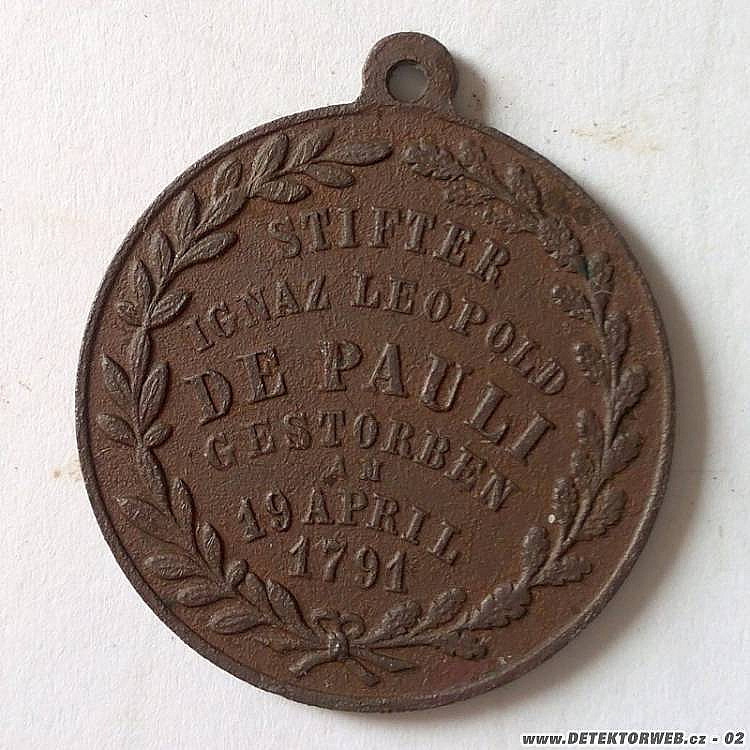 STIFTER
IGNAZ LEOPOLD
DE PAULI
GESTORBEN
AM
19 APRIL
1791
www.DETEKTORWEB.cz - 02